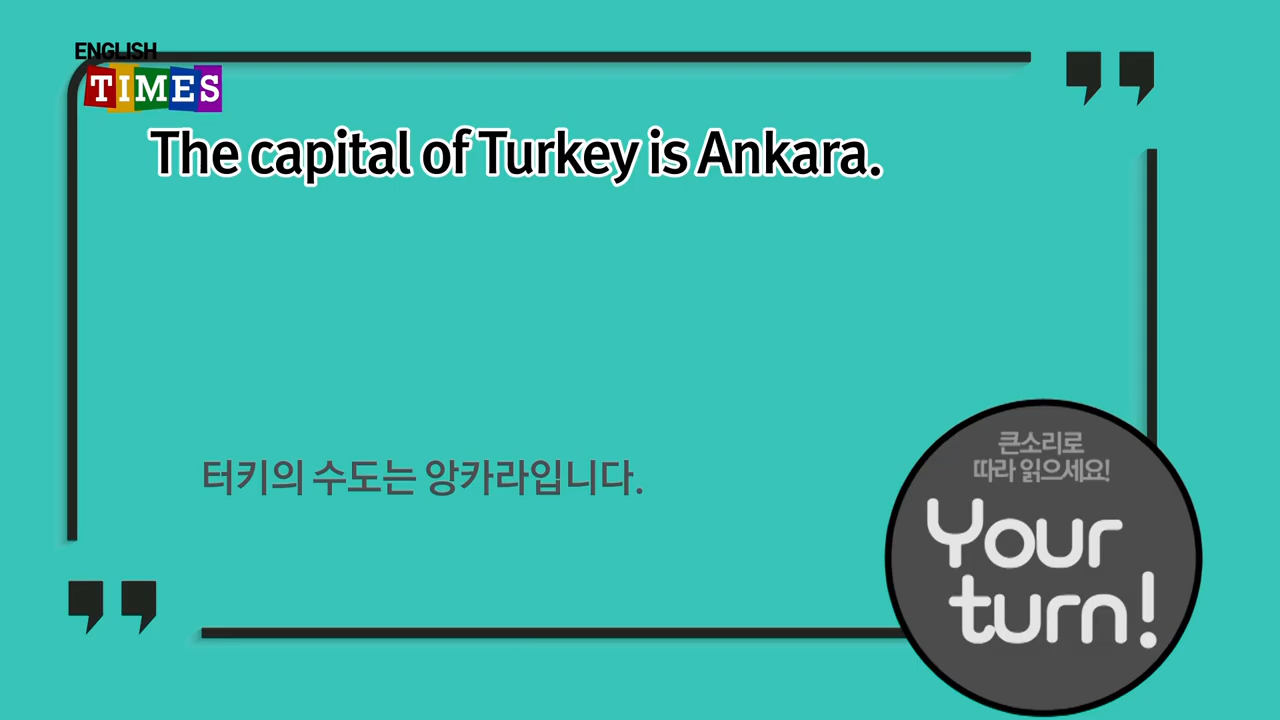 ENGLISH
TIMES
The capital of Turkey is Ankara.
터키의 수도는 앙카라입니다.
큰소리로
따라 읽으세요!
Your
turn!